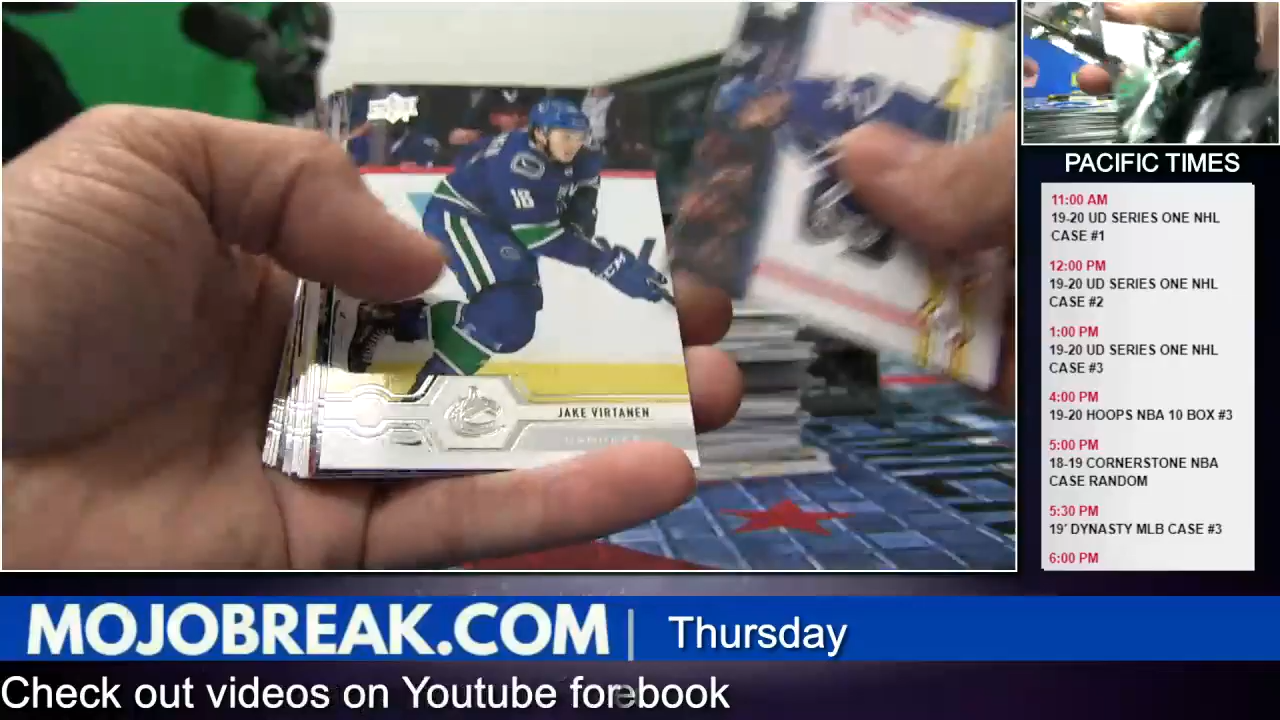 18
CCM
JAKE VIRTANEN
PACIFIC TIMES
11:00 AM
19-20 UD SERIES ONE NHL
CASE #1
12:00 PM
19-20 UD SERIES ONE NHL
CASE #2
1:00 PM
19-20 UD SERIES ONE NHL
CASE #3
4:00 PM
19-20 HOOPS NBA 10 BOX #3
5:00 PM
18-19 CORNERSTONE NBA
CASE RANDOM
5:30 PM
19' DYNASTY MLB CASE #3
6:00 PM
MOJOBREAK.COM | Thursday
Check out videos on Youtube